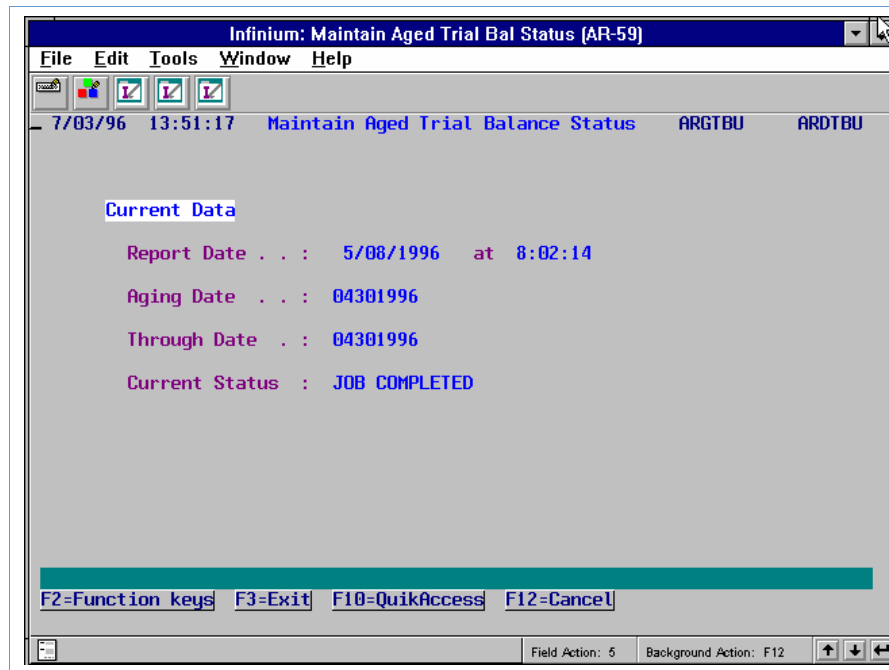 Infinium: Maintain Aged Trial Bal Status (AR-59)
File Edit Tools Window Help
7/03/96 13:51:17 Maintain Aged Trial Balance Status ARGTBU ARDTBU
Current Data
Report Date . . : 5/08/1996 at 8:02:14
Aging Date . . : 04301996
Through Date . : 04301996
Current Status : JOB COMPLETED
F2=Function keys F3=Exit F10=QuikAccess F12=Cancel
Field Action: 5 Background Action: F12